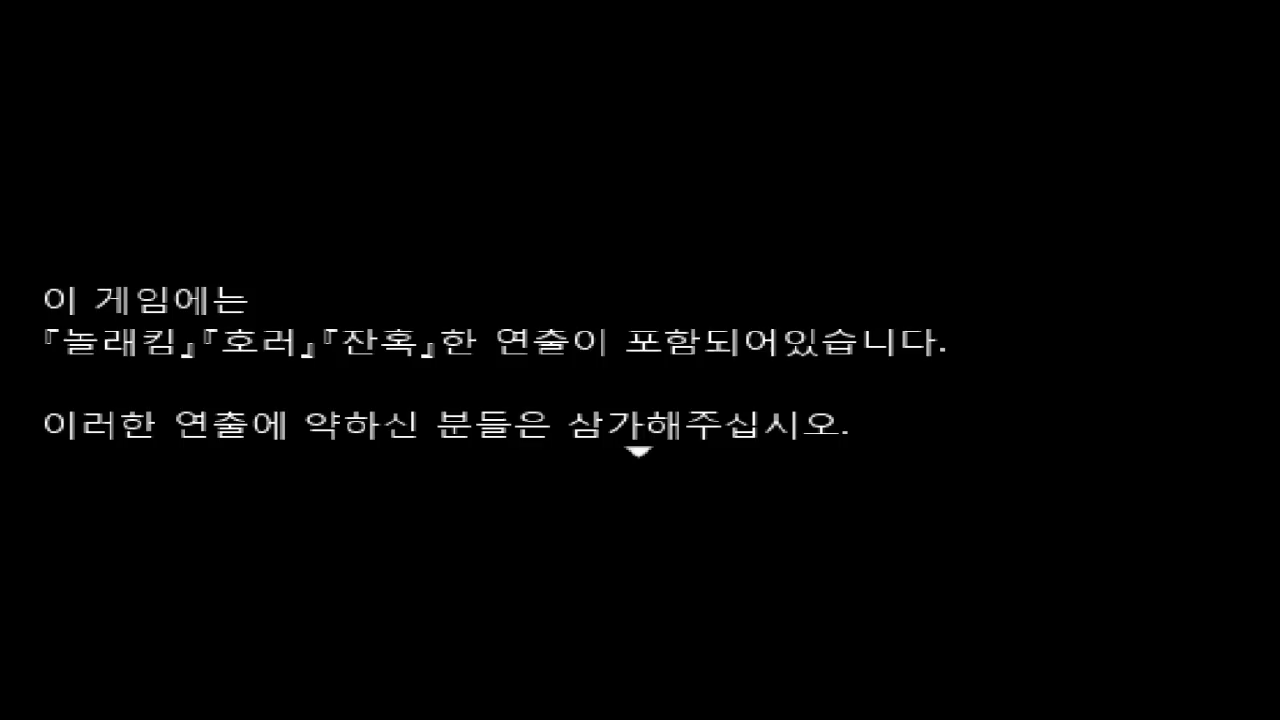 이 게임에는
『놀래킴』『호러』『잔혹』한 연출이 포함되어있습니다.
이러한 연출에 약하신 분들은 삼가해주십시오.